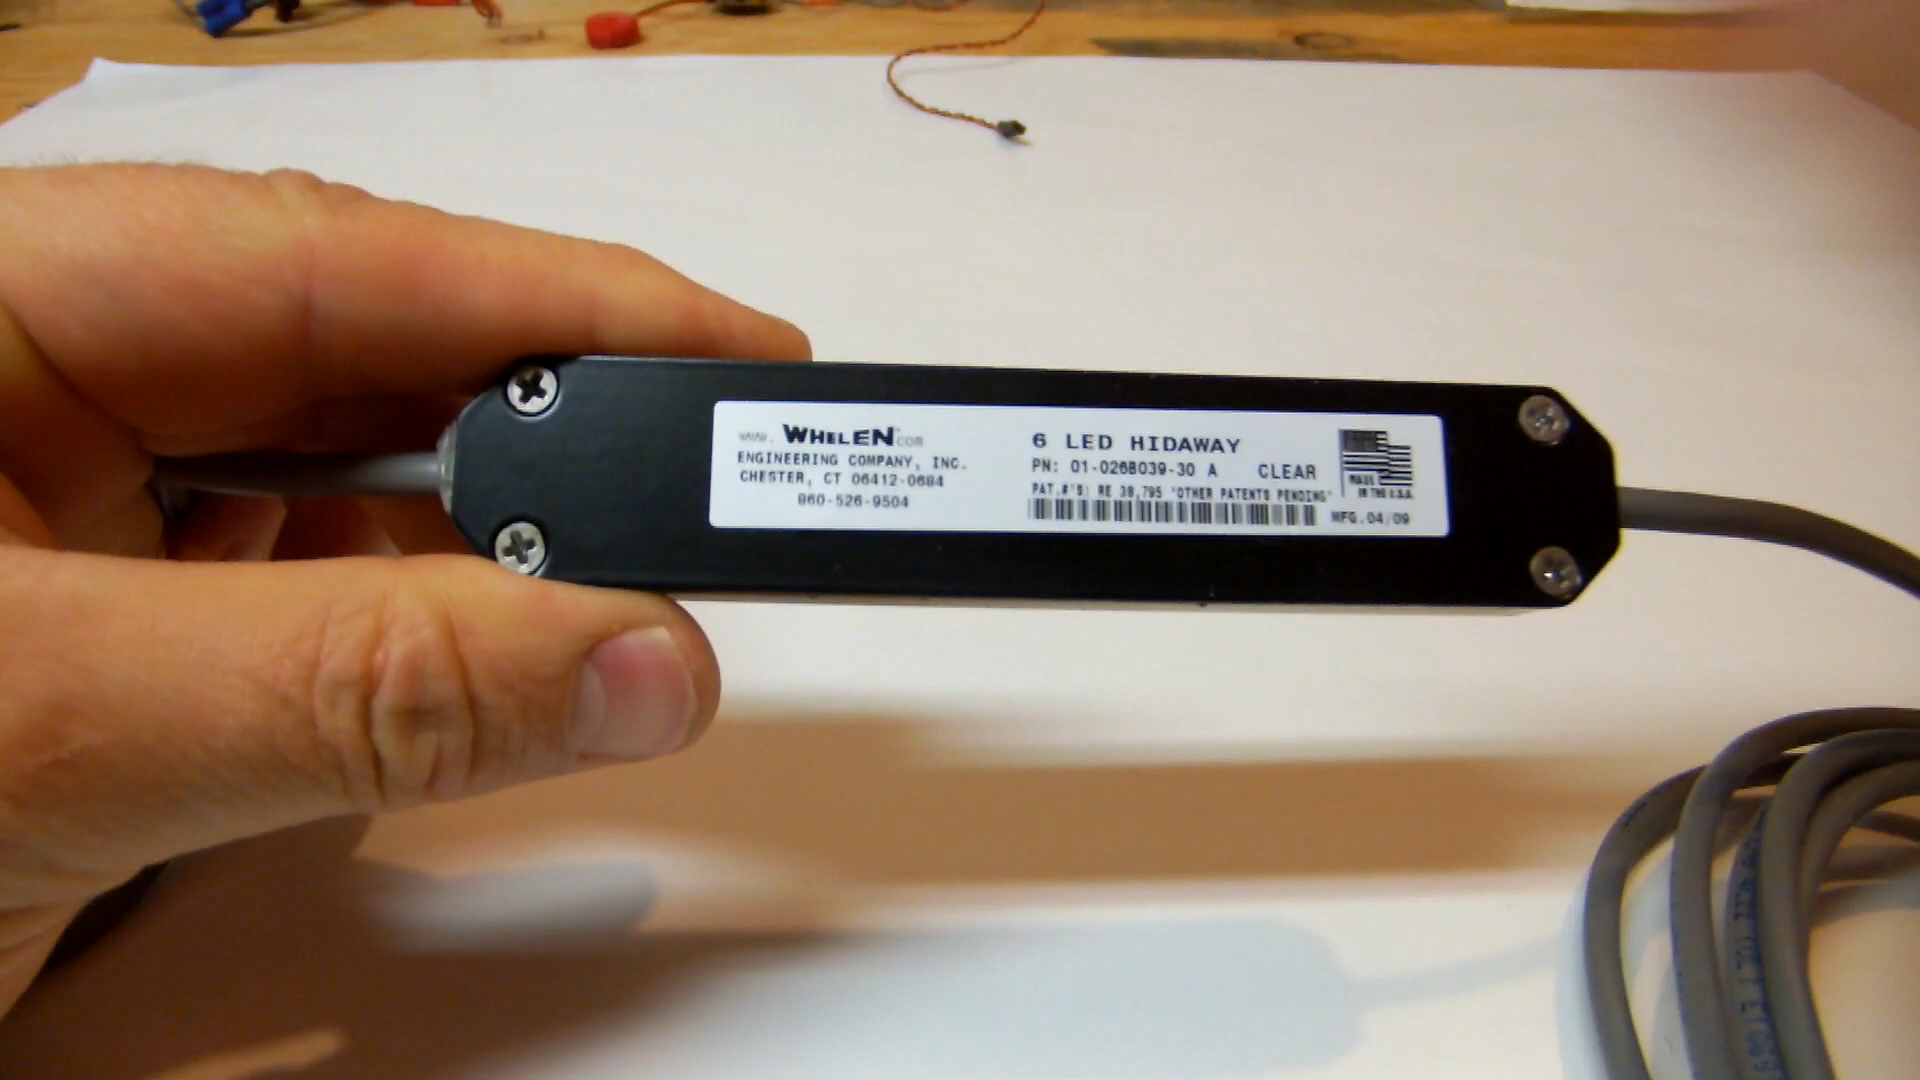 www.WHELEN.com
ENGINEERING COMPANY, INC.
CHESTER, CT 06412-0684
860-526-9504
6 LED HIDAWAY
PN: 01-026B039-30 A CLEAR
PAT.#'S: RE 38,795 "OTHER PATENTS PENDING"
MFG.04/09
MADE
IN THE U.S.A.